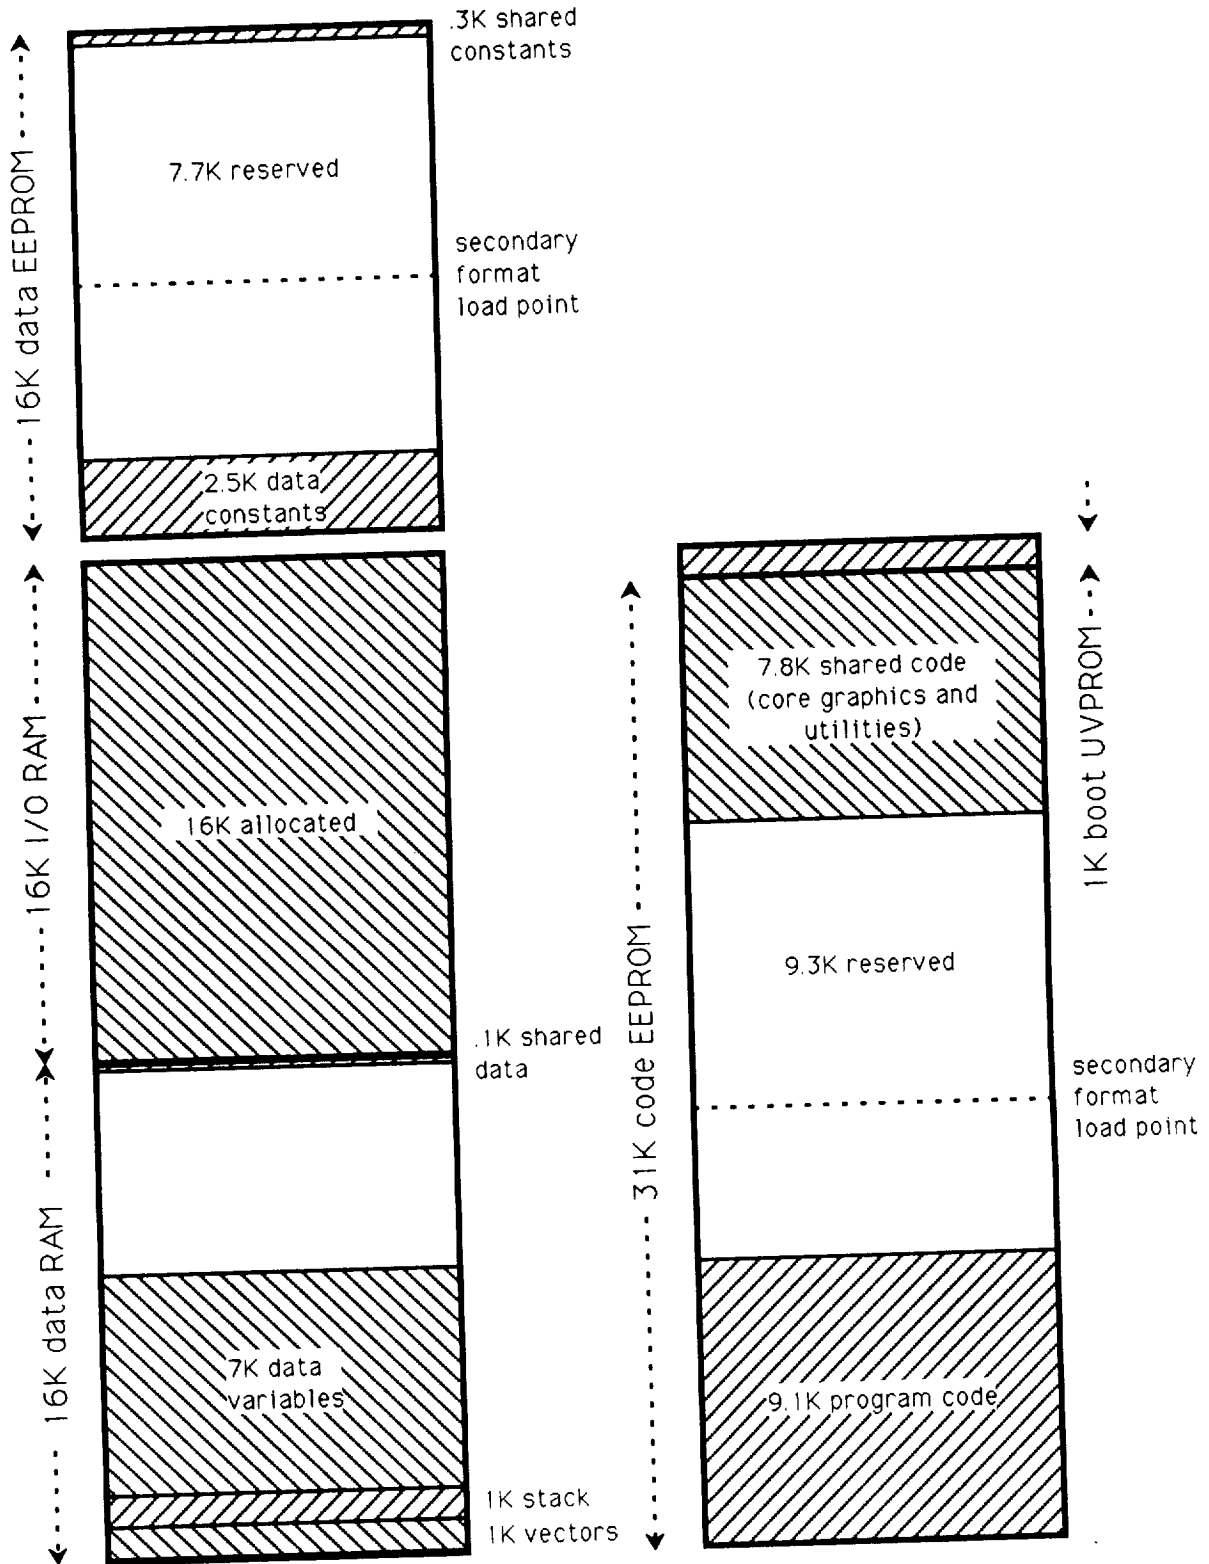 .3K shared
constants
7.7K reserved
secondary
format
load point
16K data EEPROM
2.5K data
constants
16K I/O RAM
16K allocated
.1K shared
data
16K data RAM
7K data
variables
1K stack
1K vectors
1K boot UVPROM
7.8K shared code
(core graphics and
utilities)
31K code EEPROM
9.3K reserved
secondary
format
load point
9.1K program code